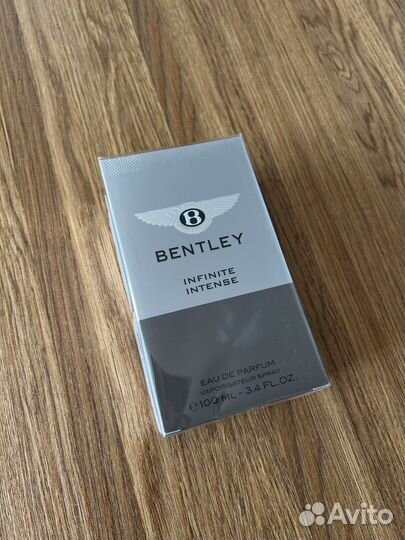 B
BENTLEY
INFINITE
INTENSE
EAU DE PARFUM
VAPORISATEUR SPRAY
℮ 100 ML - 3.4 FL.OZ.
Avito